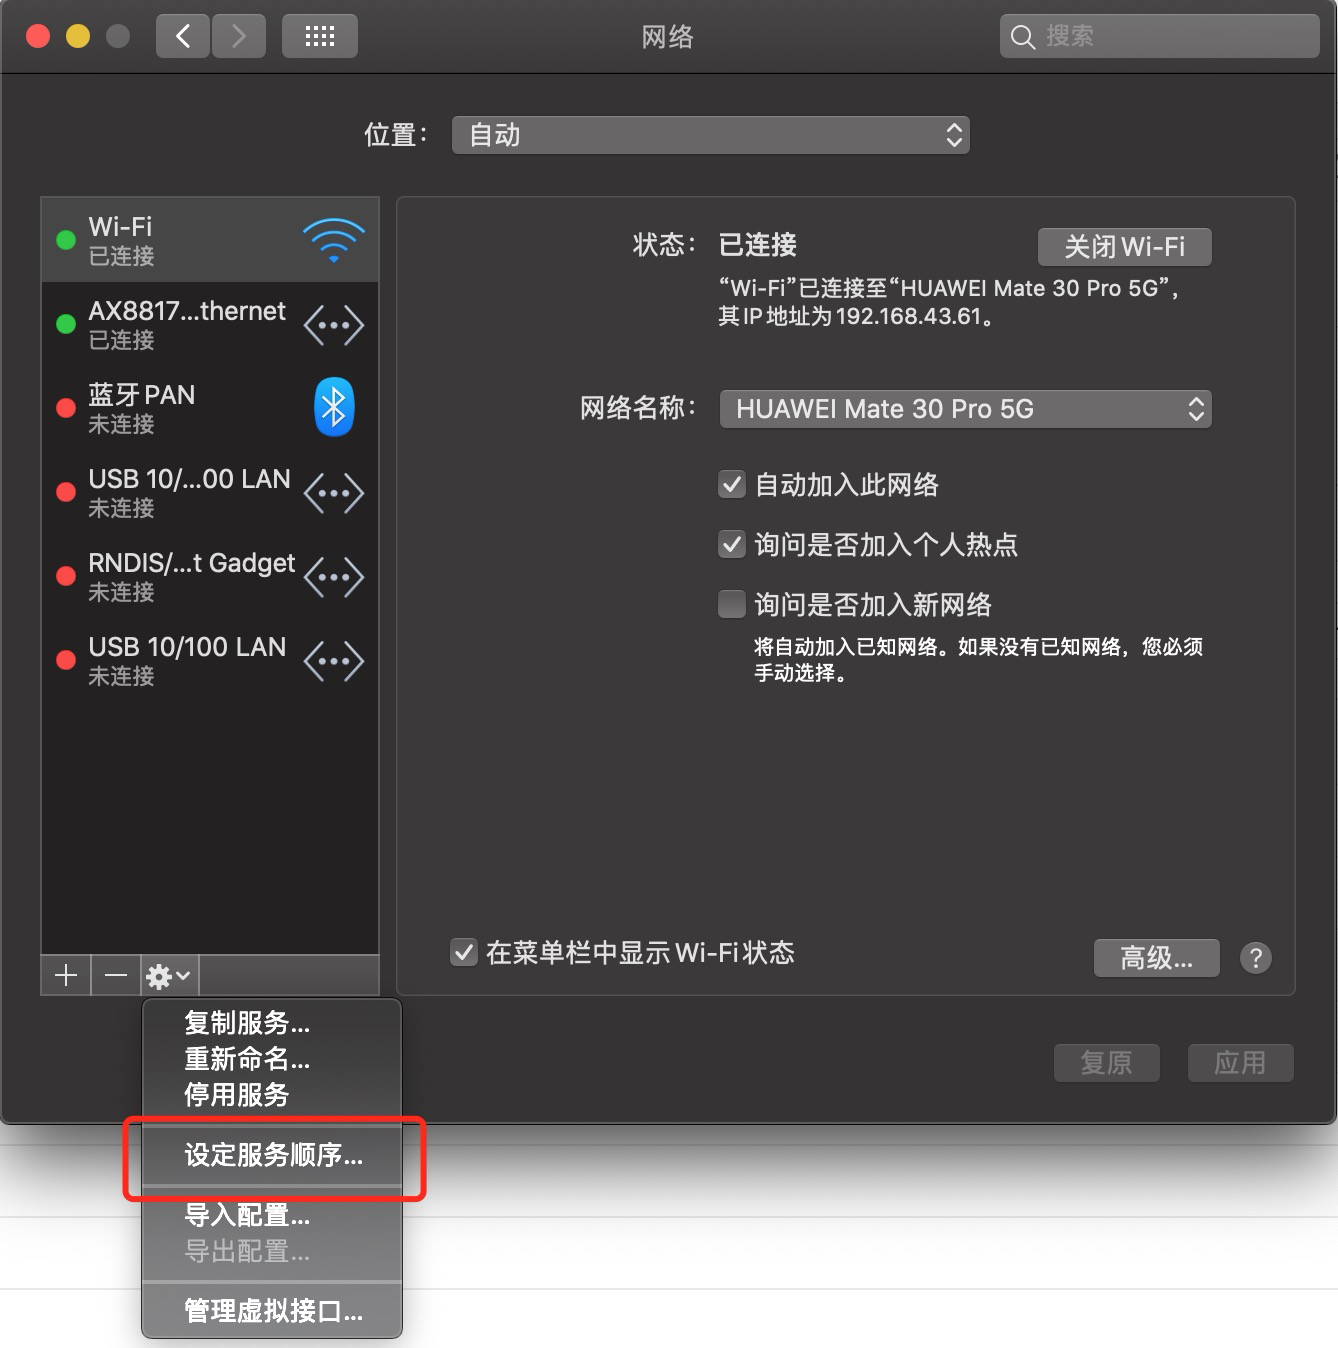 网络
搜索
位置：
自动
Wi-Fi
已连接
AX8817...thernet
已连接
蓝牙 PAN
未连接
USB 10/...00 LAN
未连接
RNDIS/...t Gadget
未连接
USB 10/100 LAN
未连接
状态：
已连接
关闭 Wi-Fi
“Wi-Fi”已连接至“HUAWEI Mate 30 Pro 5G”，
其 IP 地址为 192.168.43.61。
网络名称：
HUAWEI Mate 30 Pro 5G
自动加入此网络
询问是否加入个人热点
询问是否加入新网络
将自动加入已知网络。如果没有已知网络，您必须
手动选择。
在菜单栏中显示 Wi-Fi 状态
高级...
?
复原
应用
复制服务...
重新命名...
停用服务
设定服务顺序...
导入配置...
导出配置...
管理虚拟接口...